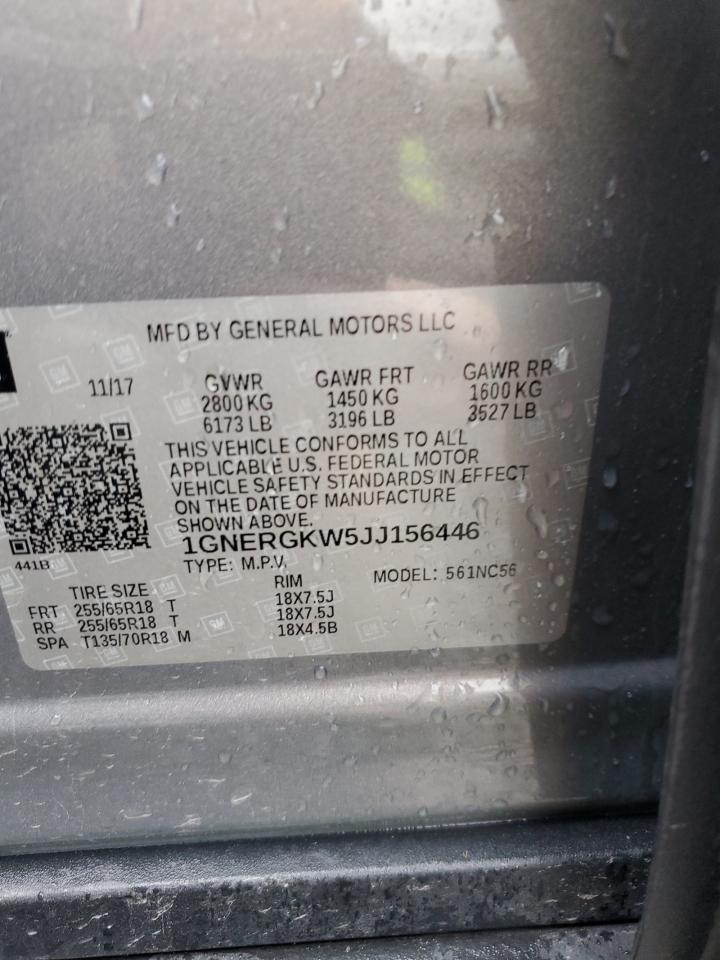 MFD BY GENERAL MOTORS LLC
11/17 GVWR GAWR FRT GAWR RR
2800 KG 1450 KG 1600 KG
6173 LB 3196 LB 3527 LB
THIS VEHICLE CONFORMS TO ALL
APPLICABLE U.S. FEDERAL MOTOR
VEHICLE SAFETY STANDARDS IN EFFECT
ON THE DATE OF MANUFACTURE
SHOWN ABOVE.
1GNERGKW5JJ156446
441B TYPE: M.P.V. MODEL: 561NC56
TIRE SIZE RIM
FRT 255/65R18 T 18X7.5J
RR 255/65R18 T 18X7.5J
SPA T135/70R18 M 18X4.5B